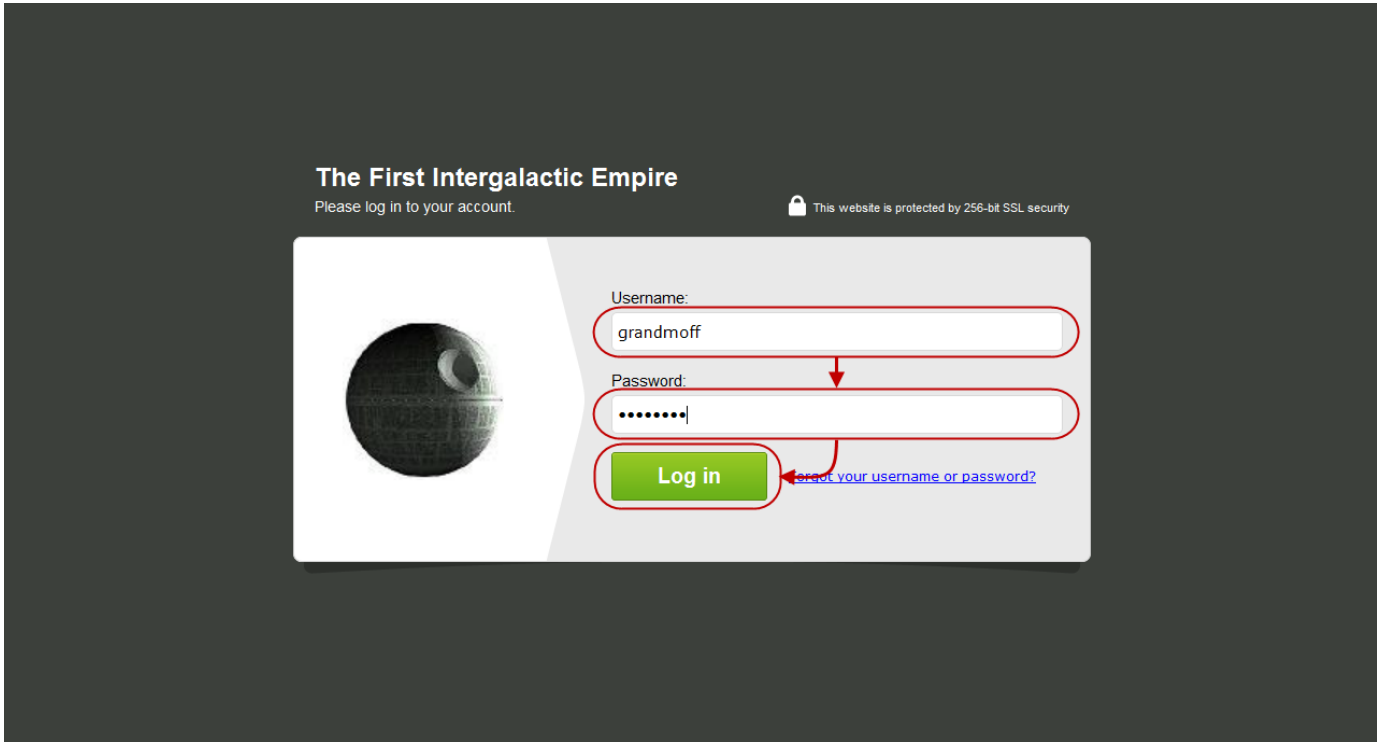 The First Intergalactic Empire
Please log in to your account.
This website is protected by 256-bit SSL security
Username:
grandmoff
Password:
••••••••
Log in
Forgot your username or password?